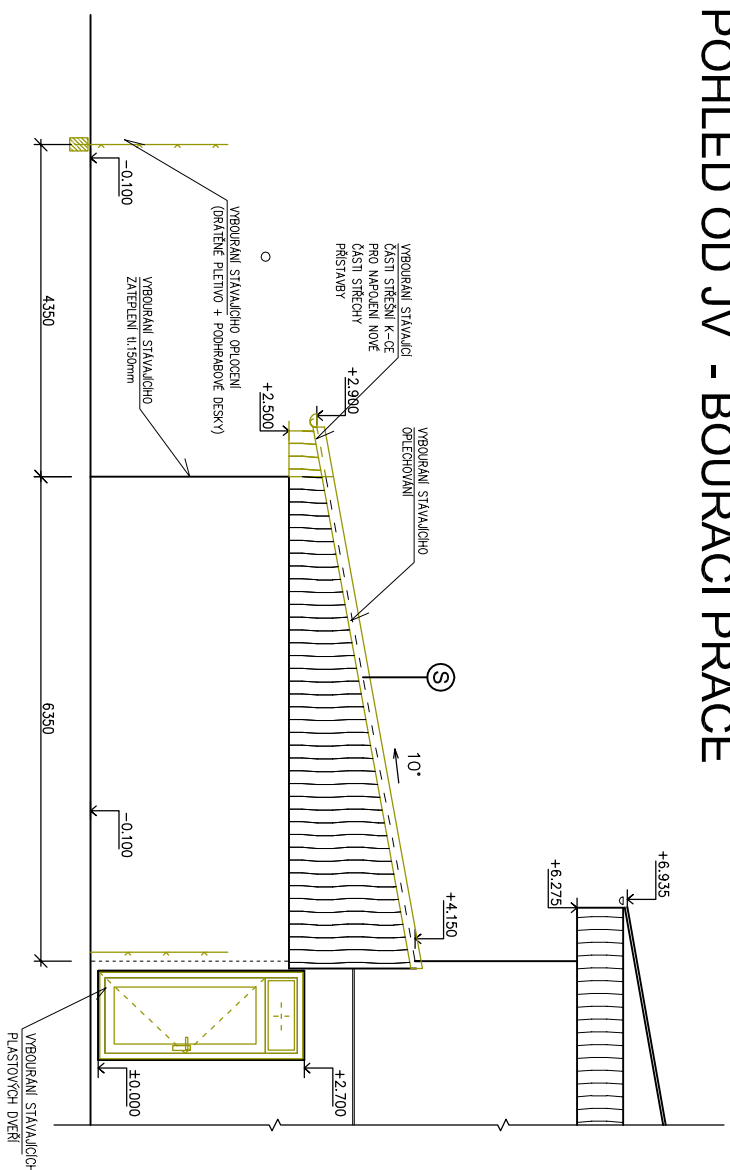 POHLED OD JV - BOURACÍ PRÁCE
+6.935
+6.275
+4.150
10°
S
VYBOURÁNÍ STÁVAJÍCÍHO
OPLECHOVÁNÍ
VYBOURÁNÍ STÁVAJÍCÍ
ČÁSTI STŘEŠNÍ K-CE
PRO NAPOJENÍ NOVÉ
ČÁSTI STŘECHY
PŘÍSTAVBY
+2.900
+2.500
+2.700
±0.000
VYBOURÁNÍ STÁVAJÍCÍHO OPLOCENÍ
(DRÁTĚNÉ PLETIVO + PODHRABOVÉ DESKY)
VYBOURÁNÍ STÁVAJÍCÍHO
ZATEPLENÍ tl.150mm
-0.100
-0.100
4350
6350
VYBOURÁNÍ STÁVAJÍCÍCH
PLASTOVÝCH DVEŘÍ